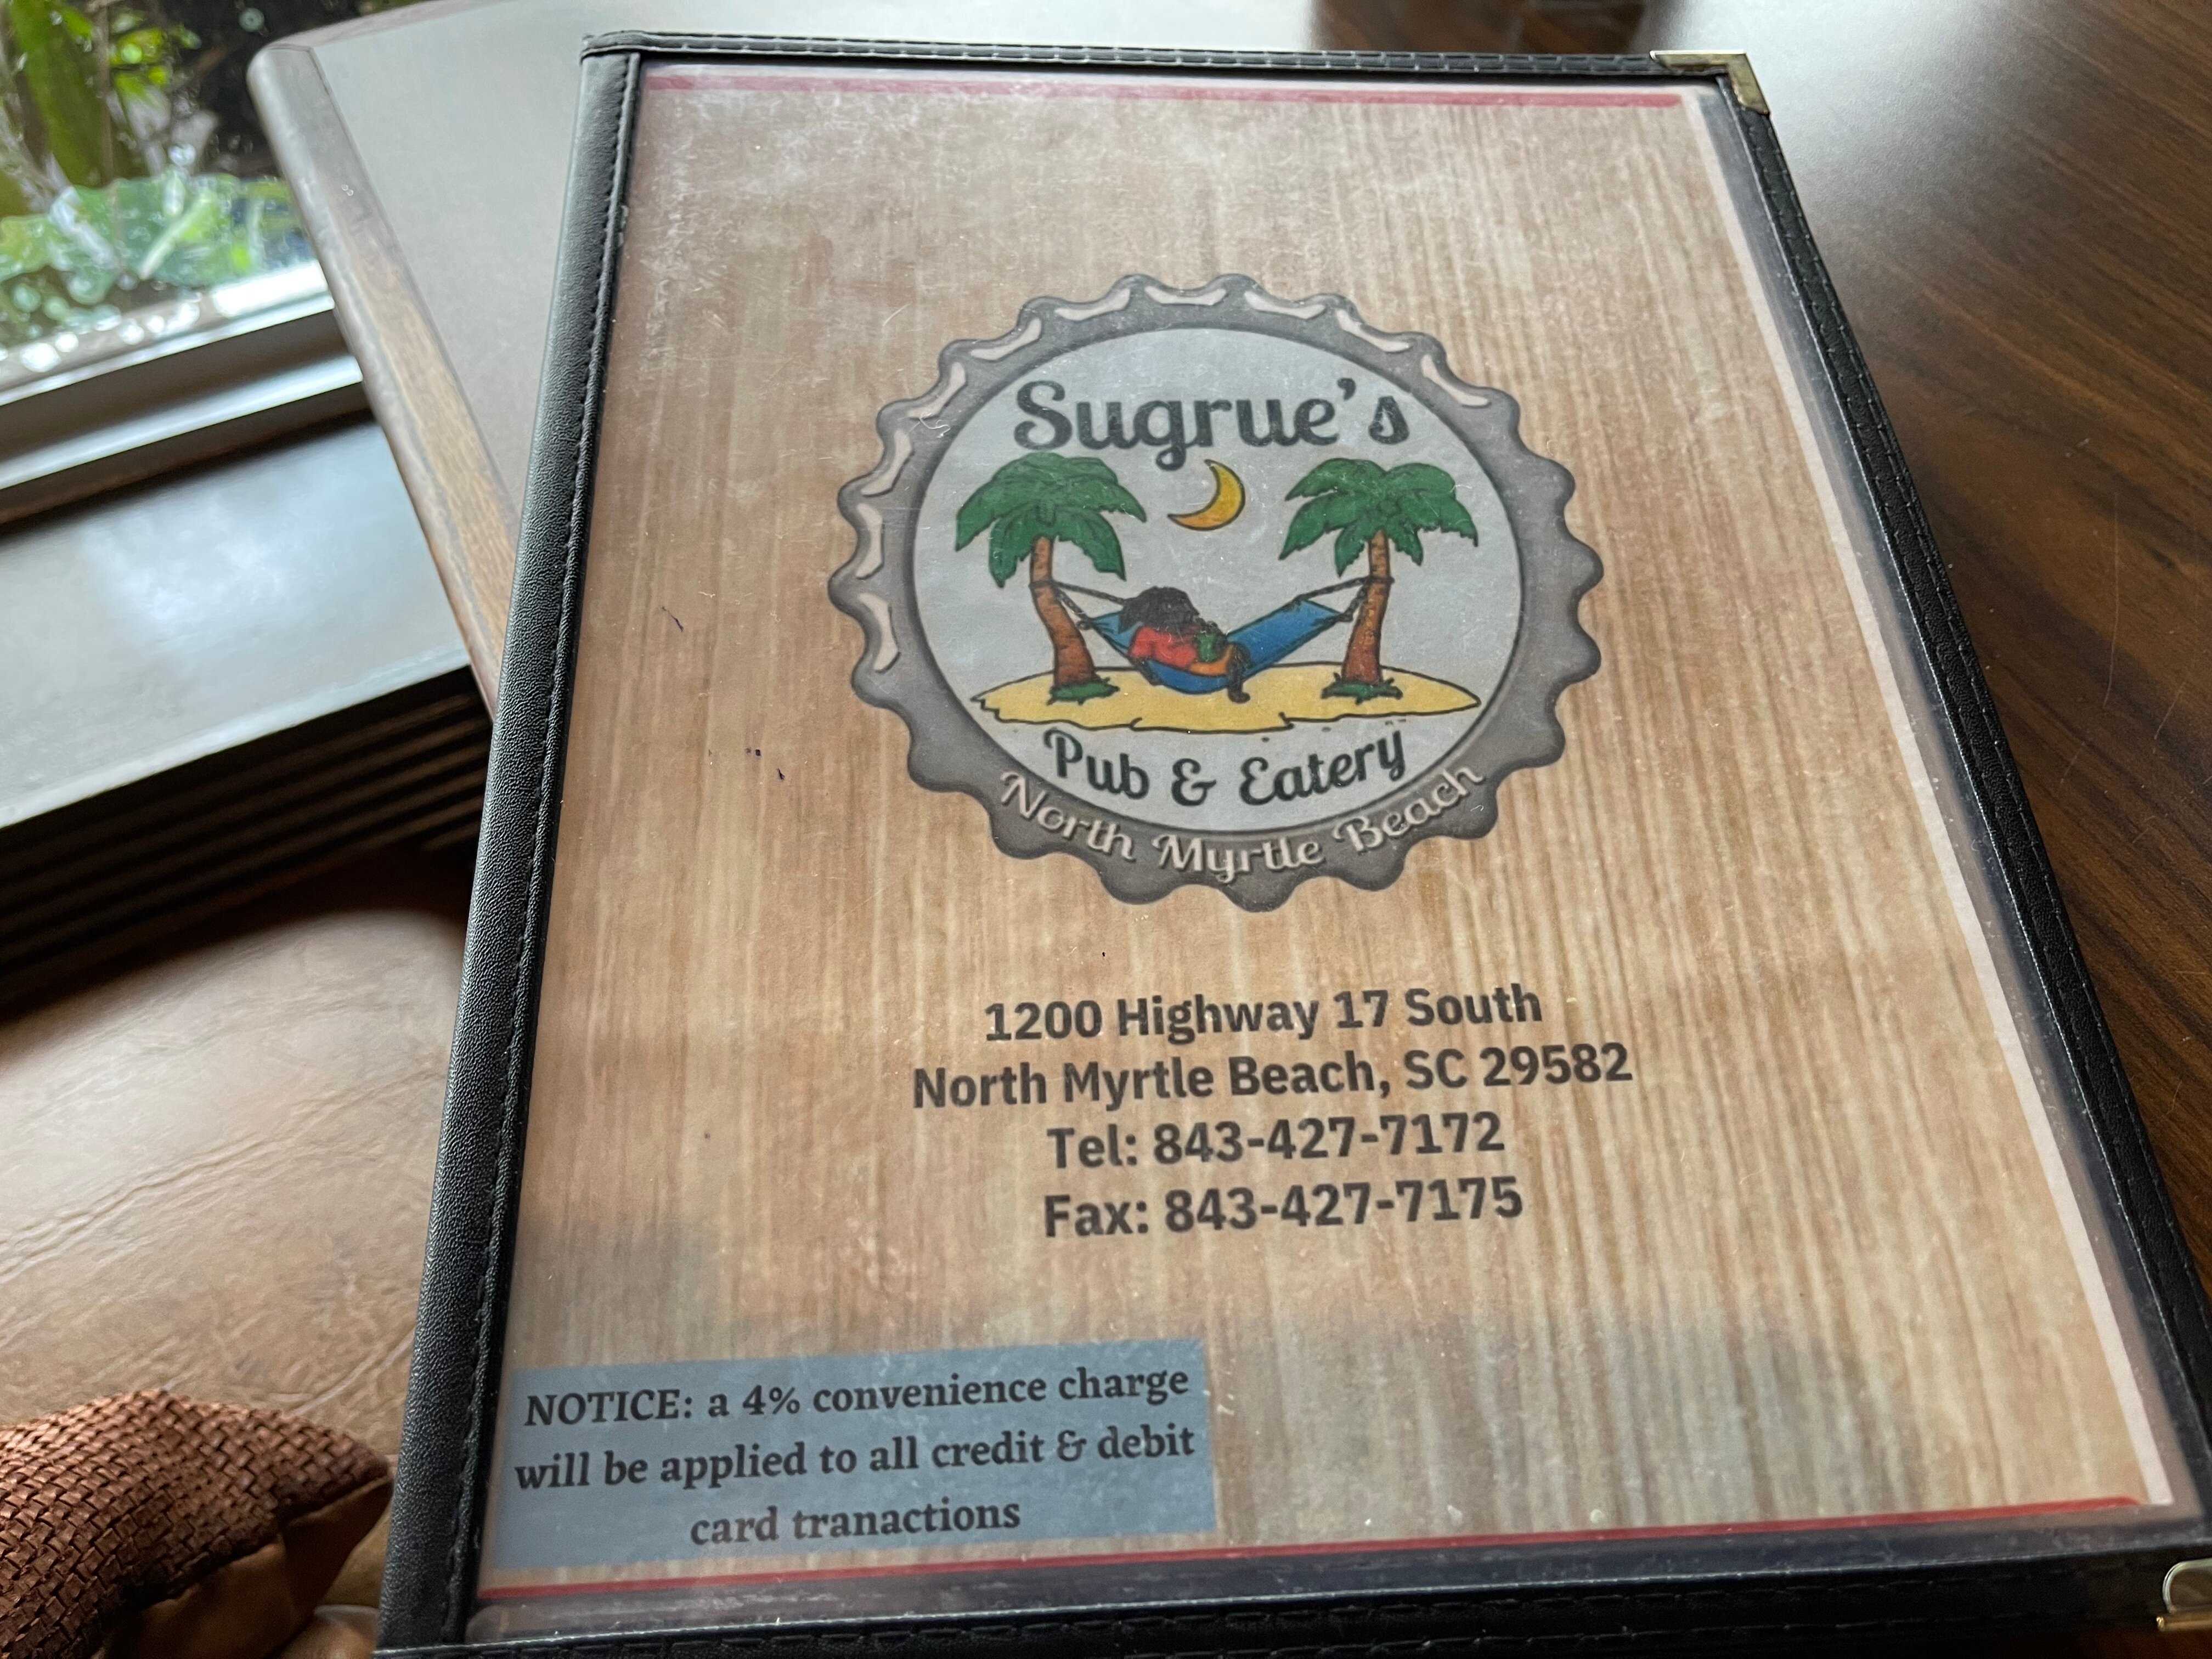 Sugrue's
Pub & Eatery
North Myrtle Beach
1200 Highway 17 South
North Myrtle Beach, SC 29582
Tel: 843-427-7172
Fax: 843-427-7175
NOTICE: a 4% convenience charge
will be applied to all credit & debit
card tranactions